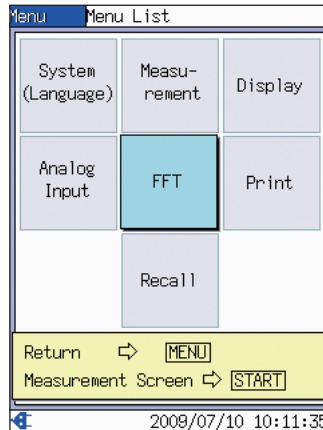 Menu Menu List
System (Language)
Measu-rement
Display
Analog Input
FFT
Print
Recall
Return ⇨ MENU
Measurement Screen ⇨ START
2009/07/10 10:11:35